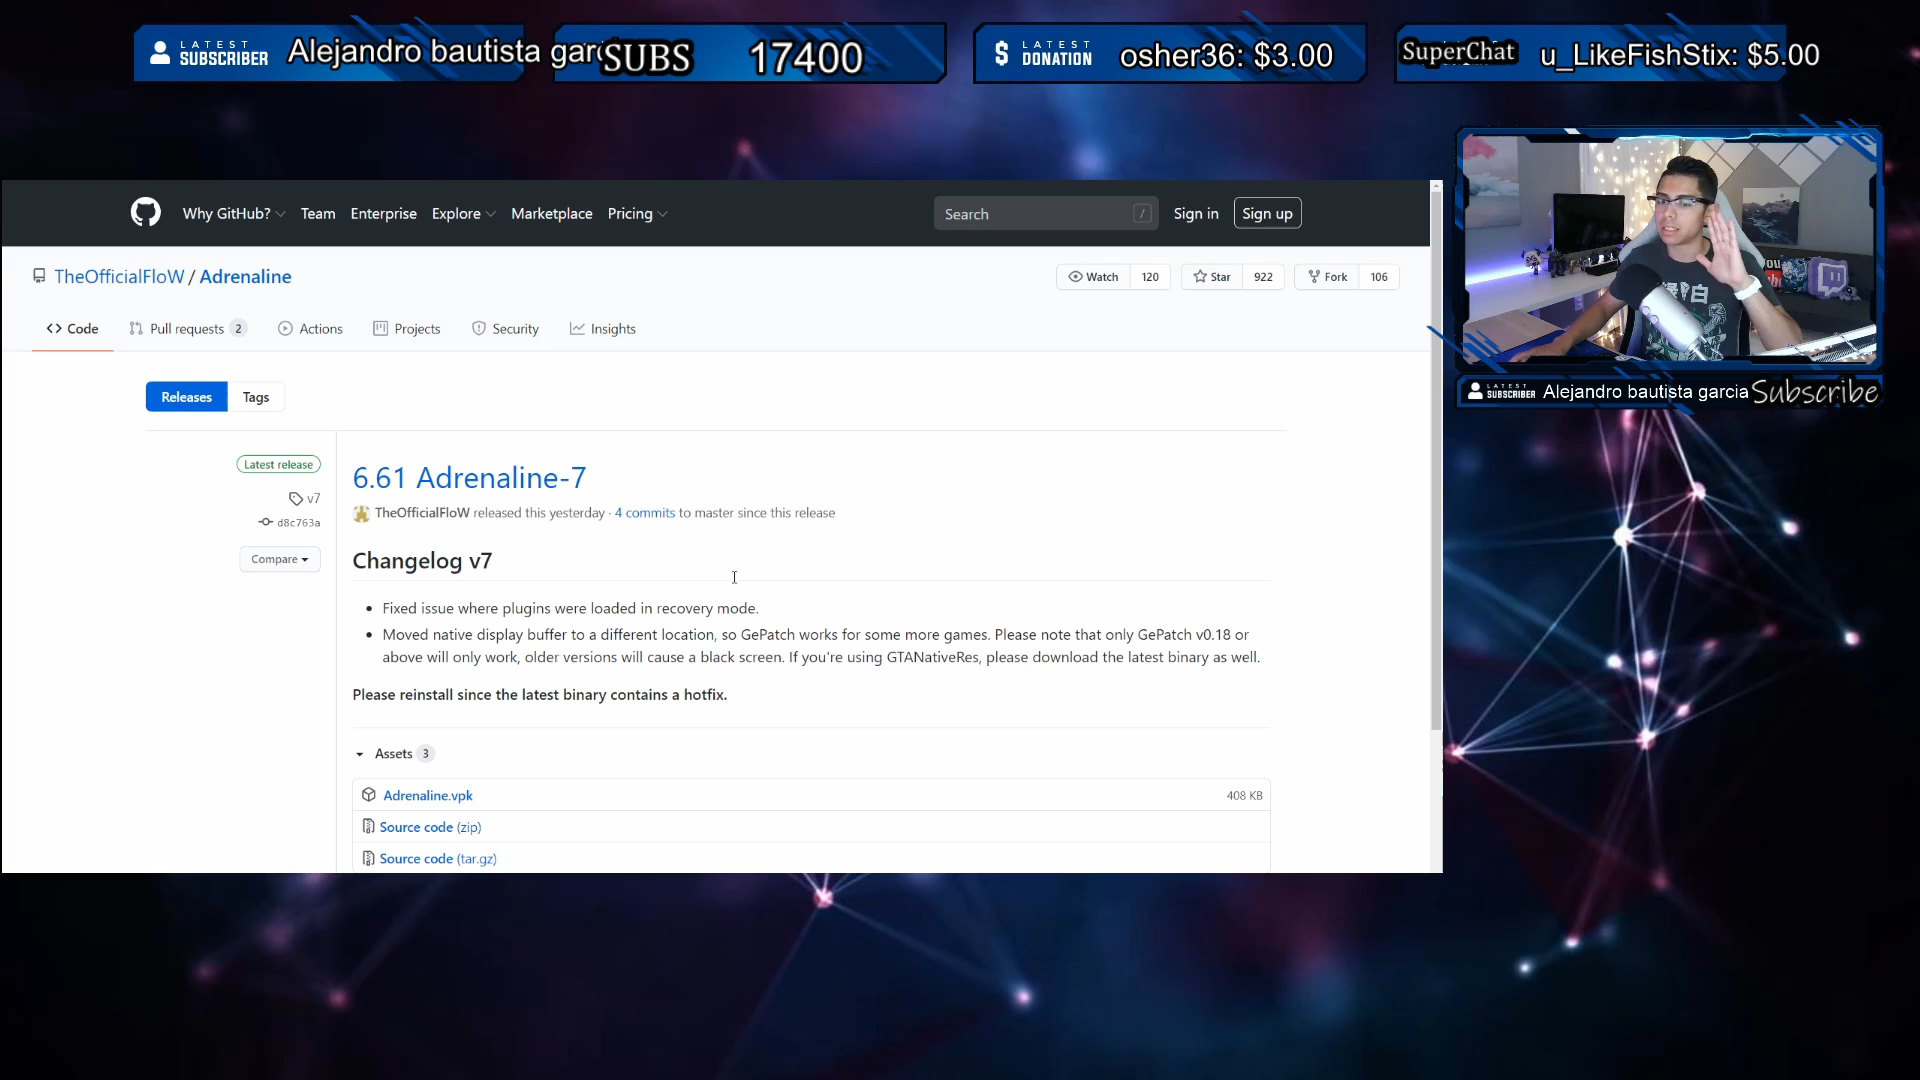 LATEST
SUBSCRIBER
Alejandro bautista garc
SUBS 17400
LATEST
DONATION
osher36: $3.00
SuperChat
u_LikeFishStix: $5.00
Why GitHub?
Team
Enterprise
Explore
Marketplace
Pricing
Search /
Sign in
Sign up
TheOfficialFloW / Adrenaline
Watch 120
Star 922
Fork 106
Code
Pull requests 2
Actions
Projects
Security
Insights
LATEST
SUBSCRIBER
Alejandro bautista garcia
Subscribe
Releases
Tags
Latest release
v7
d8c763a
Compare
6.61 Adrenaline-7
TheOfficialFloW released this yesterday · 4 commits to master since this release
Changelog v7
• Fixed issue where plugins were loaded in recovery mode.
• Moved native display buffer to a different location, so GePatch works for some more games. Please note that only GePatch v0.18 or
above will only work, older versions will cause a black screen. If you're using GTANativeRes, please download the latest binary as well.
Please reinstall since the latest binary contains a hotfix.
Assets 3
Adrenaline.vpk 408 KB
Source code (zip)
Source code (tar.gz)